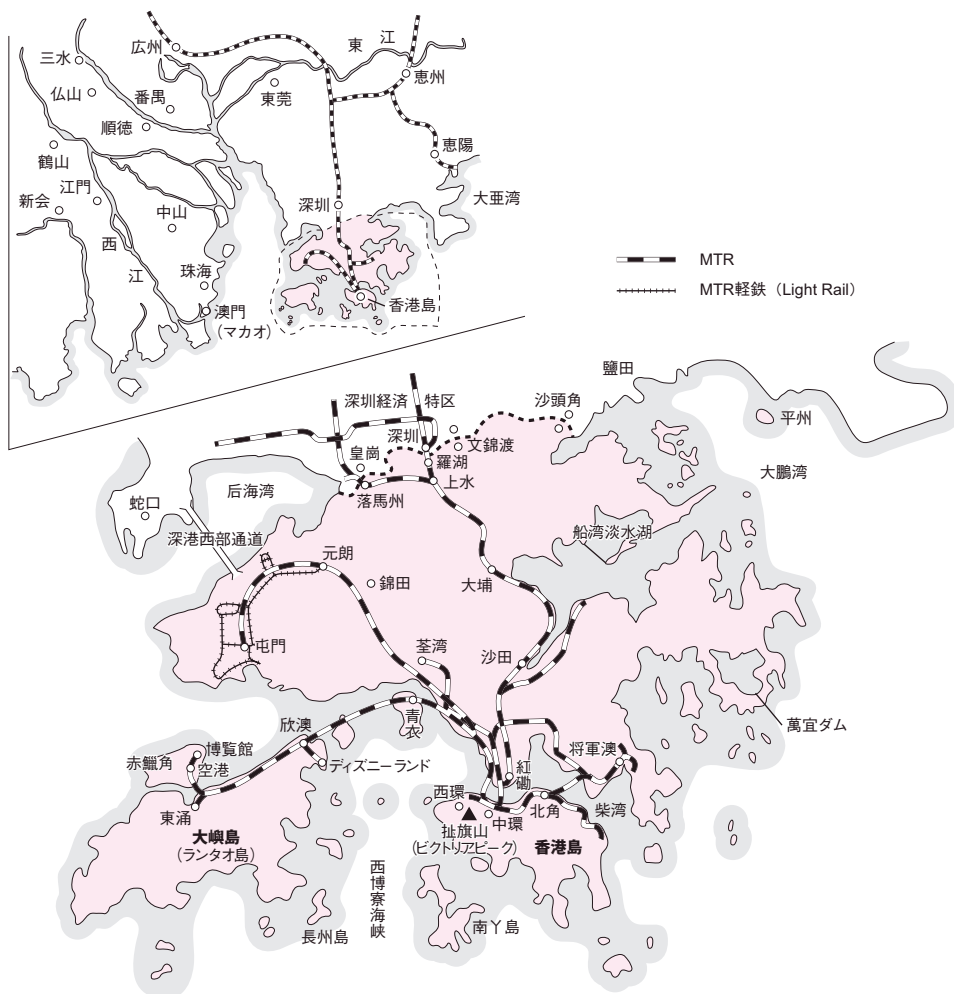 広州
東
江
三水
恵州
仏山
番禺
東莞
順徳
鶴山
恵陽
江門
新会
中山
深圳
大亜湾
西
江
珠海
澳門
(マカオ)
香港島
MTR
MTR軽鉄(Light Rail)
塩田
沙頭角
平州
深圳経済
特区
深圳
文錦渡
皇崗
羅湖
上水
大鵬湾
蛇口
后海湾
落馬州
深港西部通道
船湾淡水湖
元朗
錦田
大埔
屯門
荃湾
沙田
萬宜ダム
欣澳
青衣
博覧館
赤鱲角
空港
ディズニーランド
紅磡
将軍澳
東涌
西環
北角
柴湾
中環
扯旗山
(ビクトリアピーク)
香港島
大嶼島
(ランタオ島)
西博寮海峡
長州島
南丫島